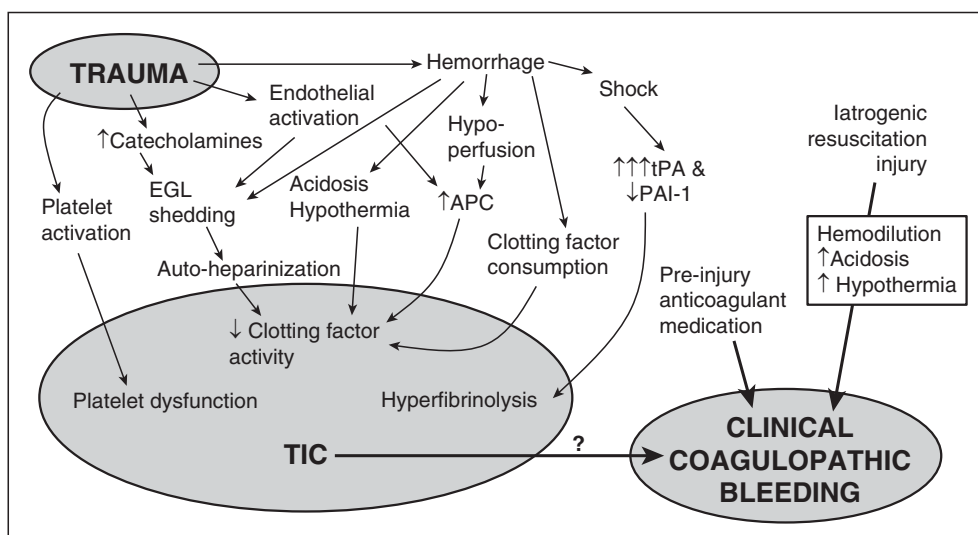 TRAUMA
Hemorrhage
Endothelial
activation
Shock
↑Catecholamines
Hypo-
perfusion
Iatrogenic
resuscitation
injury
EGL
shedding
Acidosis
Hypothermia
↑APC
↑↑↑tPA &
↓PAI-1
Platelet
activation
Clotting factor
consumption
Hemodilution
↑Acidosis
↑ Hypothermia
Auto-heparinization
Pre-injury
anticoagulant
medication
↓ Clotting factor
activity
Platelet dysfunction
Hyperfibrinolysis
TIC
?
CLINICAL
COAGULOPATHIC
BLEEDING